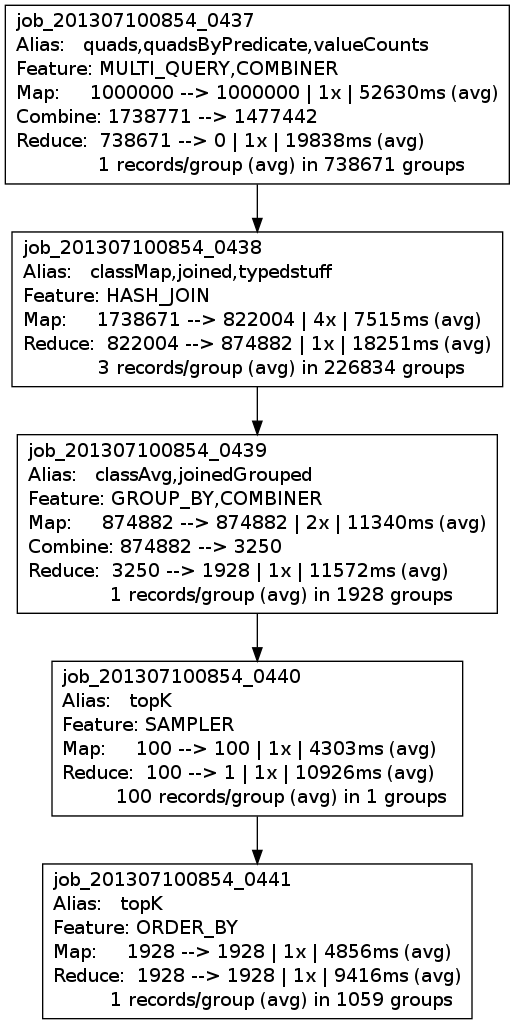 job_201307100854_0437
Alias: quads,quadsByPredicate,valueCounts
Feature: MULTI_QUERY,COMBINER
Map: 1000000 --> 1000000 | 1x | 52630ms (avg)
Combine: 1738771 --> 1477442
Reduce: 738671 --> 0 | 1x | 19838ms (avg)
1 records/group (avg) in 738671 groups
job_201307100854_0438
Alias: classMap,joined,typedstuff
Feature: HASH_JOIN
Map: 1738671 --> 822004 | 4x | 7515ms (avg)
Reduce: 822004 --> 874882 | 1x | 18251ms (avg)
3 records/group (avg) in 226834 groups
job_201307100854_0439
Alias: classAvg,joinedGrouped
Feature: GROUP_BY,COMBINER
Map: 874882 --> 874882 | 2x | 11340ms (avg)
Combine: 874882 --> 3250
Reduce: 3250 --> 1928 | 1x | 11572ms (avg)
1 records/group (avg) in 1928 groups
job_201307100854_0440
Alias: topK
Feature: SAMPLER
Map: 100 --> 100 | 1x | 4303ms (avg)
Reduce: 100 --> 1 | 1x | 10926ms (avg)
100 records/group (avg) in 1 groups
job_201307100854_0441
Alias: topK
Feature: ORDER_BY
Map: 1928 --> 1928 | 1x | 4856ms (avg)
Reduce: 1928 --> 1928 | 1x | 9416ms (avg)
1 records/group (avg) in 1059 groups